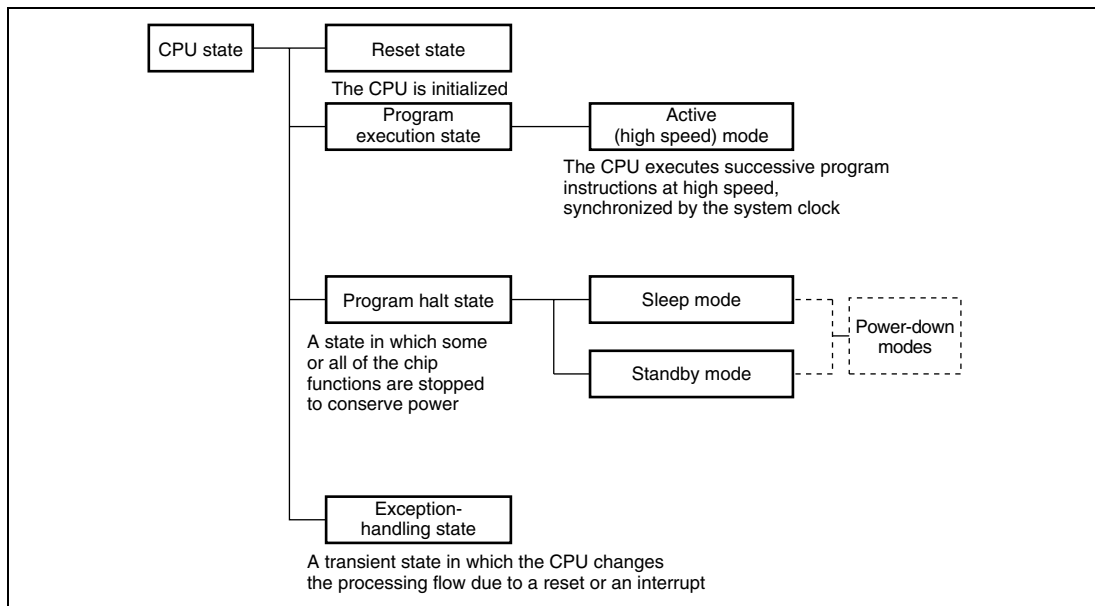 CPU state
Reset state
The CPU is initialized
Program
execution state
Active
(high speed) mode
The CPU executes successive program
instructions at high speed,
synchronized by the system clock
Program halt state
A state in which some
or all of the chip
functions are stopped
to conserve power
Sleep mode
Standby mode
Power-down
modes
Exception-
handling state
A transient state in which the CPU changes
the processing flow due to a reset or an interrupt